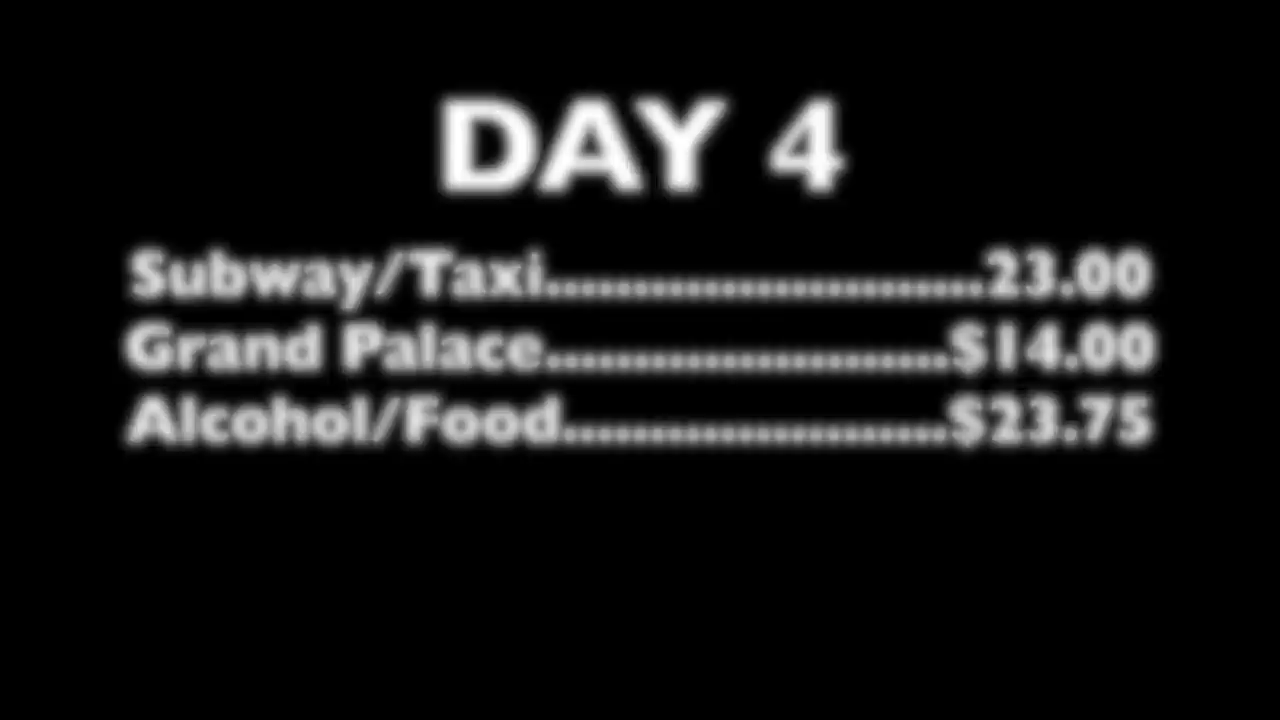 DAY 4
Subway/Taxi.........................23.00
Grand Palace.......................$14.00
Alcohol/Food......................$23.75